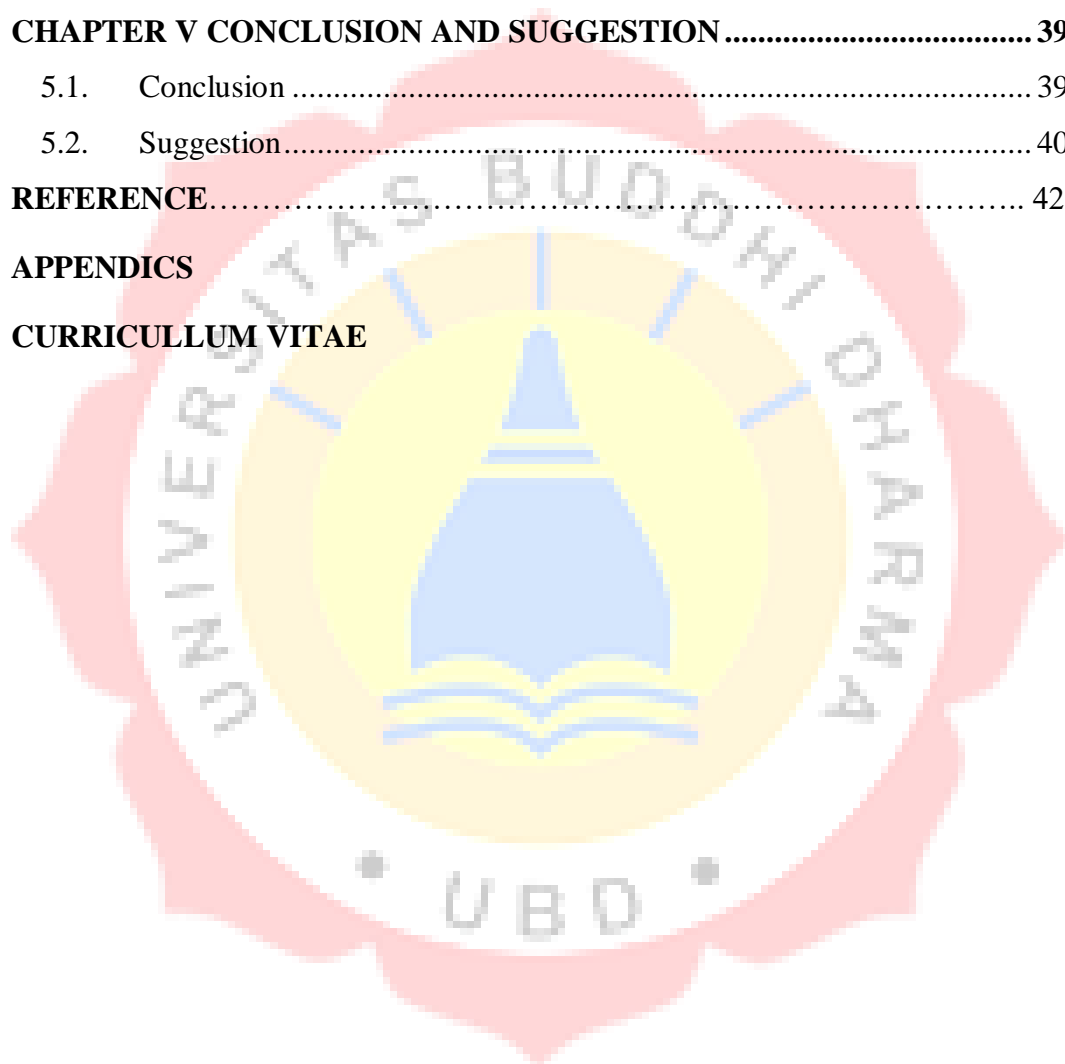 CHAPTER V CONCLUSION AND SUGGESTION.................................... 39
5.1. Conclusion ................................................................................. 39
5.2. Suggestion.................................................................................. 40
REFERENCE…………………………………………………………………….. 42
APPENDICS
CURRICULLUM VITAE
UNIVERSITAS BUDDHI DHARMA
• UBD •